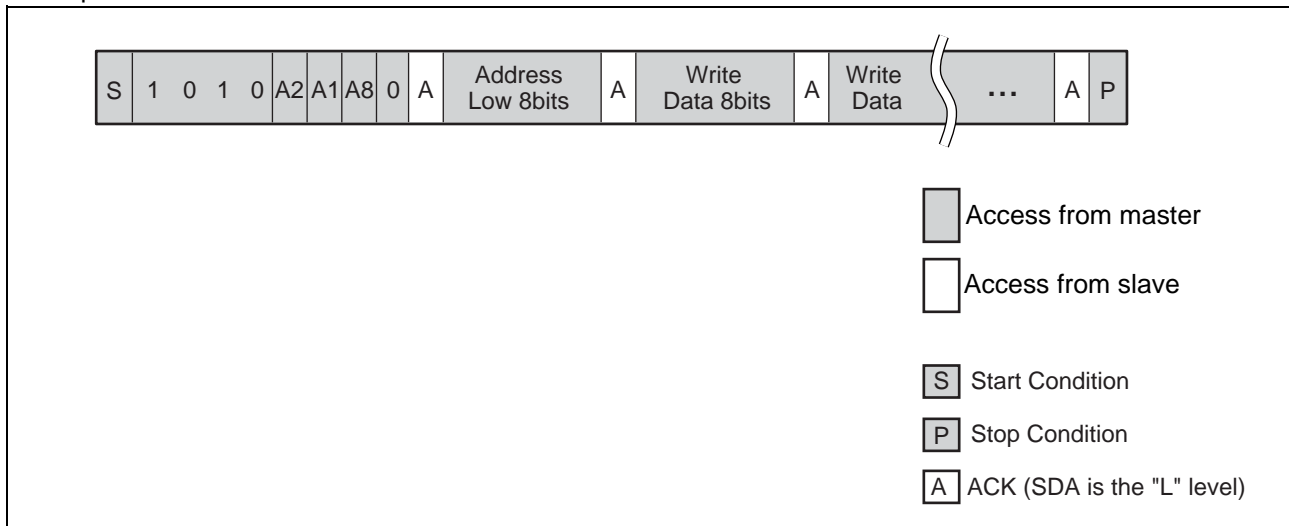 S 1 0 1 0 A2 A1 A8 0 A Address Low 8bits A Write Data 8bits A Write Data ... A P
Access from master
Access from slave
S Start Condition
P Stop Condition
A ACK (SDA is the "L" level)